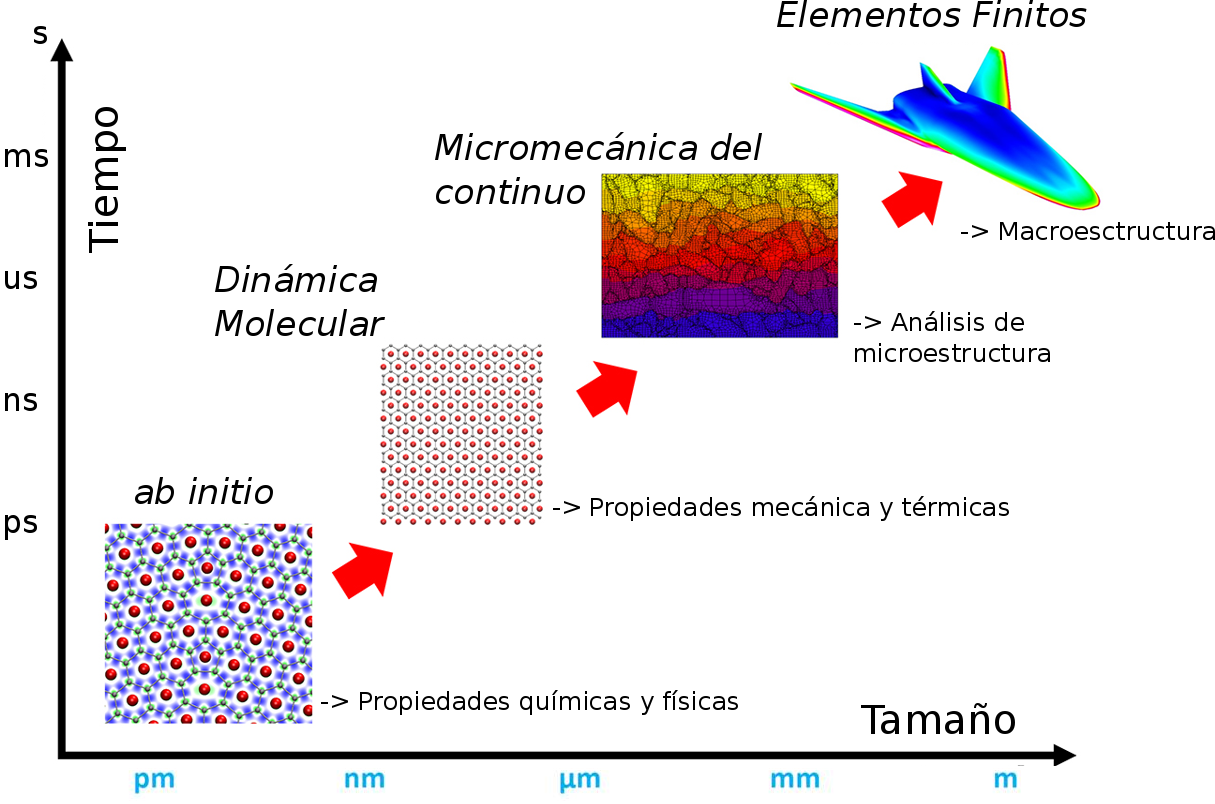 Elementos Finitos
s
Tiempo
ms
Micromecánica del
continuo
-> Macroesctructura
us
Dinámica
Molecular
-> Análisis de
microestructura
ns
ab initio
-> Propiedades mecánica y térmicas
ps
-> Propiedades químicas y físicas
Tamaño
pm
nm
µm
mm
m